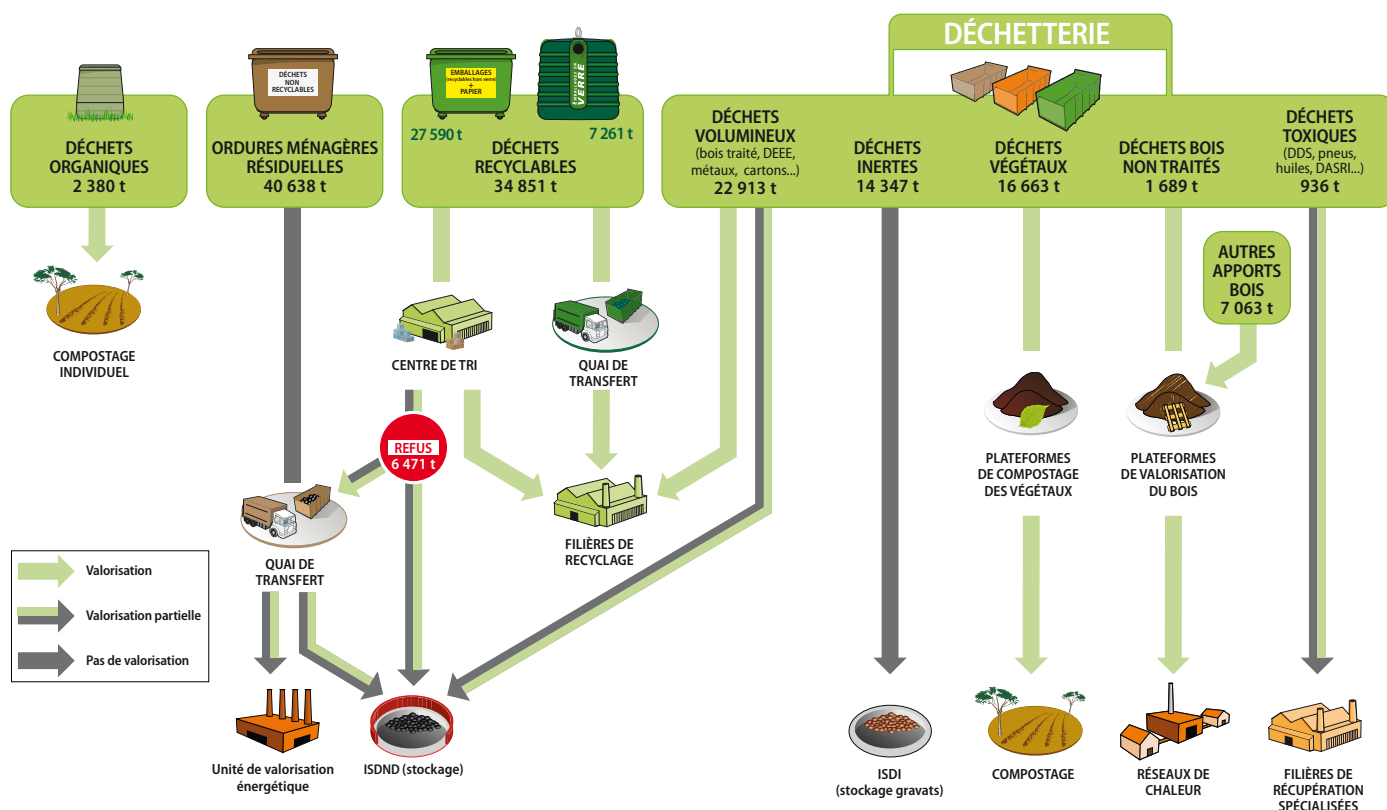 DÉCHETTERIE
DÉCHETS
NON
RECYCLABLES
EMBALLAGES
(recyclables hors verre)
+
PAPIER
VERRE
DÉCHETS
ORGANIQUES
2 380 t
ORDURES MÉNAGÈRES
RÉSIDUELLES
40 638 t
27 590 t
7 261 t
DÉCHETS
RECYCLABLES
34 851 t
DÉCHETS
VOLUMINEUX
(bois traité, DEEE,
métaux, cartons...)
22 913 t
DÉCHETS
INERTES
14 347 t
DÉCHETS
VÉGÉTAUX
16 663 t
DÉCHETS BOIS
NON TRAITÉS
1 689 t
DÉCHETS
TOXIQUES
(DDS, pneus,
huiles, DASRI...)
936 t
AUTRES
APPORTS
BOIS
7 063 t
COMPOSTAGE
INDIVIDUEL
CENTRE DE TRI
QUAI DE
TRANSFERT
REFUS
6 471 t
PLATEFORMES
DE COMPOSTAGE
DES VÉGÉTAUX
PLATEFORMES
DE VALORISATION
DU BOIS
FILIÈRES DE
RECYCLAGE
QUAI DE
TRANSFERT
Valorisation
Valorisation partielle
Pas de valorisation
Unité de valorisation
énergétique
ISDND (stockage)
ISDI
(stockage gravats)
COMPOSTAGE
RÉSEAUX DE
CHALEUR
FILIÈRES DE
RÉCUPÉRATION
SPÉCIALISÉES